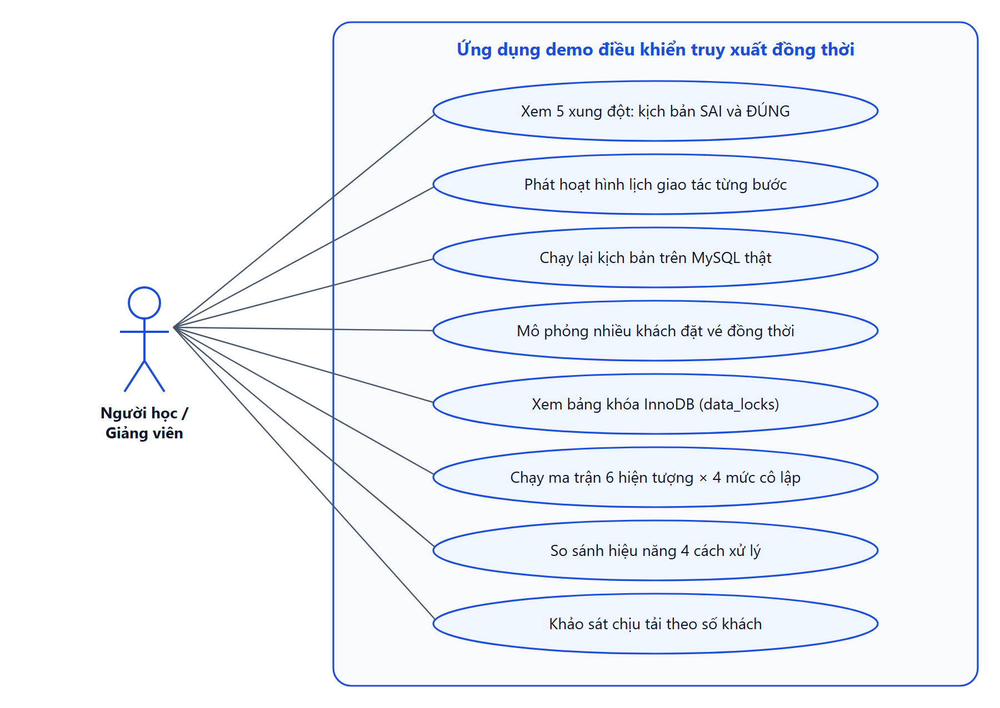 Ứng dụng demo điều khiển truy xuất đồng thời
Xem 5 xung đột: kịch bản SAI và ĐÚNG
Phát hoạt hình lịch giao tác từng bước
Chạy lại kịch bản trên MySQL thật
Mô phỏng nhiều khách đặt vé đồng thời
Xem bảng khóa InnoDB (data_locks)
Chạy ma trận 6 hiện tượng × 4 mức cô lập
So sánh hiệu năng 4 cách xử lý
Khảo sát chịu tải theo số khách
Người học /
Giảng viên